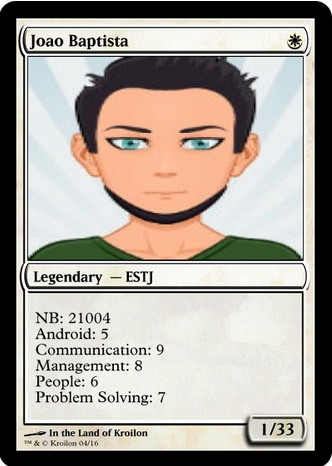 Joao Baptista
Legendary — ESTJ
NB: 21004
Android: 5
Communication: 9
Management: 8
People: 6
Problem Solving: 7
In the Land of Kroilon
™ & © Kroilon 04/16
1/33